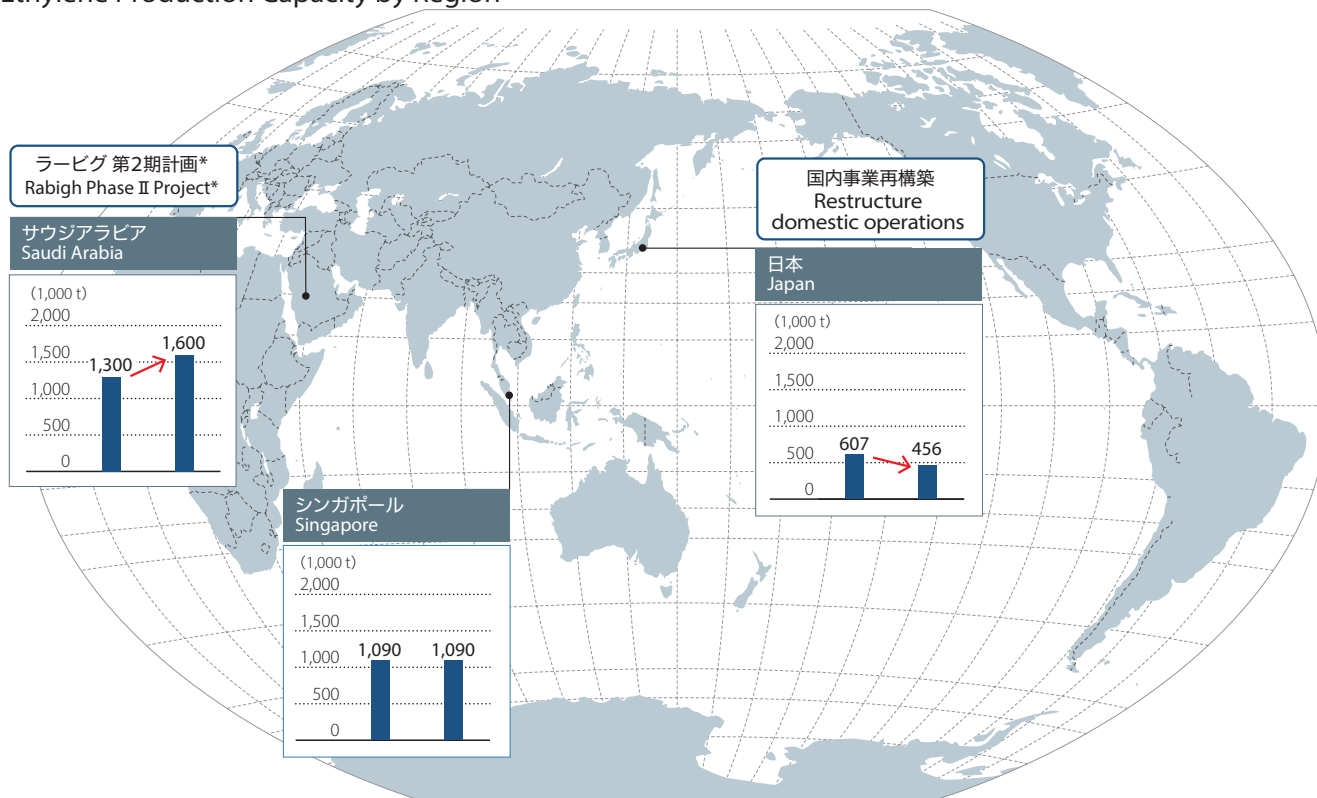 Ethylene Production Capacity by Region
ラービグ 第2期計画*
Rabigh Phase Ⅱ Project*
サウジアラビア
Saudi Arabia
(1,000 t)
2,000
1,500
1,000
500
0
1,300
1,600
国内事業再構築
Restructure
domestic operations
日本
Japan
(1,000 t)
2,000
1,500
1,000
500
0
607
456
シンガポール
Singapore
(1,000 t)
2,000
1,500
1,000
500
0
1,090
1,090